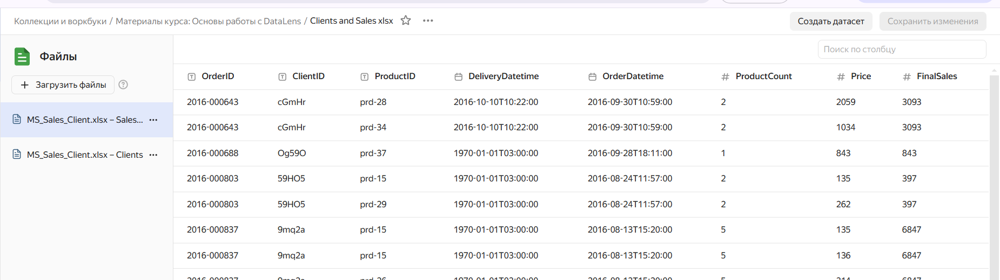 Коллекции и воркбуки / Материалы курса: Основы работы с DataLens / Clients and Sales xlsx
Создать датасет
Сохранить изменения
Файлы
Загрузить файлы
MS_Sales_Client.xlsx – Sales...
MS_Sales_Client.xlsx – Clients
Поиск по столбцу
OrderID ClientID ProductID DeliveryDatetime OrderDatetime ProductCount Price FinalSales
2016-000643 cGmHr prd-28 2016-10-10T10:22:00 2016-09-30T10:59:00 2 2059 3093
2016-000643 cGmHr prd-34 2016-10-10T10:22:00 2016-09-30T10:59:00 2 1034 3093
2016-000688 Og59O prd-37 1970-01-01T03:00:00 2016-09-28T18:11:00 1 843 843
2016-000803 59HO5 prd-15 1970-01-01T03:00:00 2016-08-24T11:57:00 2 135 397
2016-000803 59HO5 prd-29 1970-01-01T03:00:00 2016-08-24T11:57:00 2 262 397
2016-000837 9mq2a prd-15 1970-01-01T03:00:00 2016-08-13T15:20:00 5 135 6847
2016-000837 9mq2a prd-15 1970-01-01T03:00:00 2016-08-13T15:20:00 5 136 6847